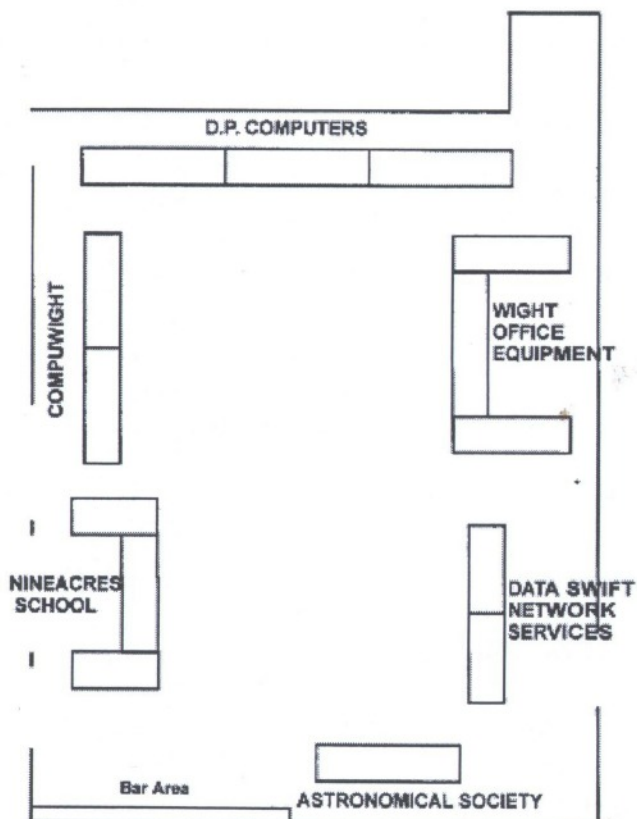 D.P. COMPUTERS
COMPUWIGHT
WIGHT
OFFICE
EQUIPMENT
NINEACRES
SCHOOL
DATA SWIFT
NETWORK
SERVICES
Bar Area
ASTRONOMICAL SOCIETY